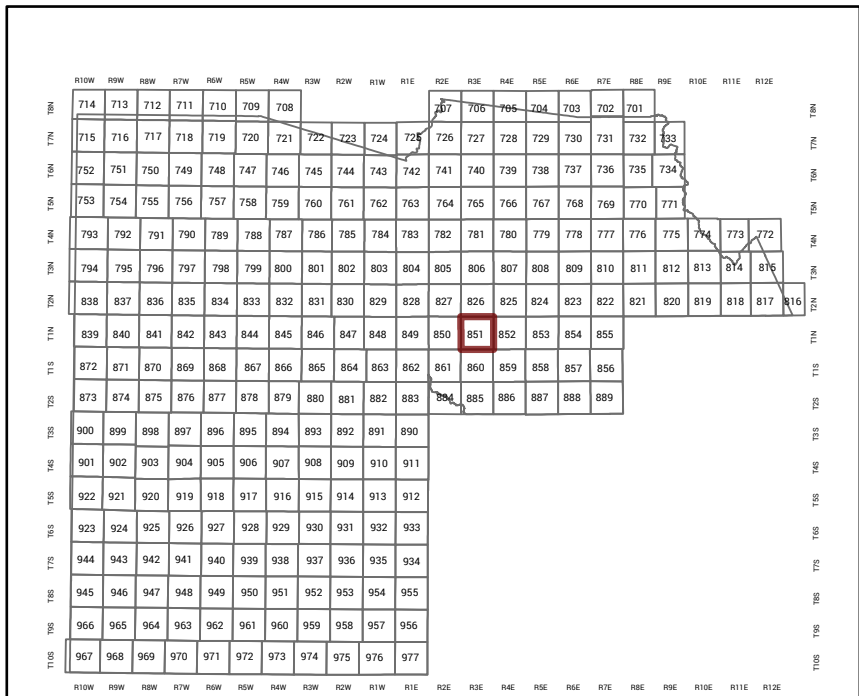 R10W R9W R8W R7W R6W R5W R4W R3W R2W R1W R1E R2E R3E R4E R5E R6E R7E R8E R9E R10E R11E R12E
T8N 714 713 712 711 710 709 708 707 706 705 704 703 702 701 T8N
T7N 715 716 717 718 719 720 721 722 723 724 725 726 727 728 729 730 731 732 733 T7N
T6N 752 751 750 749 748 747 746 745 744 743 742 741 740 739 738 737 736 735 734 T6N
T5N 753 754 755 756 757 758 759 760 761 762 763 764 765 766 767 768 769 770 771 T5N
T4N 793 792 791 790 789 788 787 786 785 784 783 782 781 780 779 778 777 776 775 774 773 772 T4N
T3N 794 795 796 797 798 799 800 801 802 803 804 805 806 807 808 809 810 811 812 813 814 815 T3N
T2N 838 837 836 835 834 833 832 831 830 829 828 827 826 825 824 823 822 821 820 819 818 817 816 T2N
T1N 839 840 841 842 843 844 845 846 847 848 849 850 851 852 853 854 855 T1N
T1S 872 871 870 869 868 867 866 865 864 863 862 861 860 859 858 857 856 T1S
T2S 873 874 875 876 877 878 879 880 881 882 883 884 885 886 887 888 889 T2S
T3S 900 899 898 897 896 895 894 893 892 891 890 T3S
T4S 901 902 903 904 905 906 907 908 909 910 911 T4S
T5S 922 921 920 919 918 917 916 915 914 913 912 T5S
T6S 923 924 925 926 927 928 929 930 931 932 933 T6S
T7S 944 943 942 941 940 939 938 937 936 935 934 T7S
T8S 945 946 947 948 949 950 951 952 953 954 955 T8S
T9S 966 965 964 963 962 961 960 959 958 957 956 T9S
T10S 967 968 969 970 971 972 973 974 975 976 977 T10S
R10W R9W R8W R7W R6W R5W R4W R3W R2W R1W R1E R2E R3E R4E R5E R6E R7E R8E R9E R10E R11E R12E